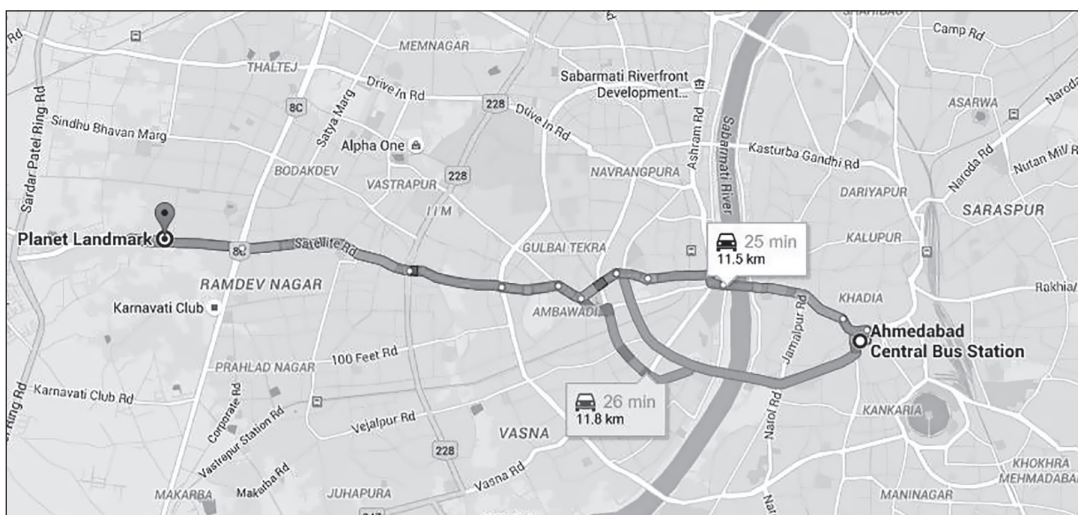 SHAHIBAG
Camp Rd
MEMNAGAR
THALTEJ
Sabarmati Riverfront
Development...
8C
Drive In Rd
228
Drive In Rd
ASARWA
Naroda
Sindhu Bhavan Marg
Satya Marg
Ashram Rd
Sabarmati River
Alpha One
Kasturba Gandhi Rd
Naroda Rd
Nutan Mill R
Sardar Patel Ring Rd
BODAKDEV
VASTRAPUR
228
NAVRANGPURA
DARIYAPUR
SARASPUR
IIM
Planet Landmark
8C
Satellite Rd
GULBAI TEKRA
25 min
11.5 km
KALUPUR
RAMDEV NAGAR
Karnavati Club
AMBAWADI
Jamalpur Rd
KHADIA
Rakhial
Ahmedabad
Central Bus Station
100 Feet Rd
PRAHLAD NAGAR
Karnavati Club Rd
Corporate Rd
26 min
11.8 km
Vejalpur Rd
Narol Rd
KANKARIA
Vastrapur Station Rd
VASNA
228
Makarba Rd
Vasna Rd
KHOKHRA
MEHMADABAD
MAKARBA
JUHAPURA
MANINAGAR